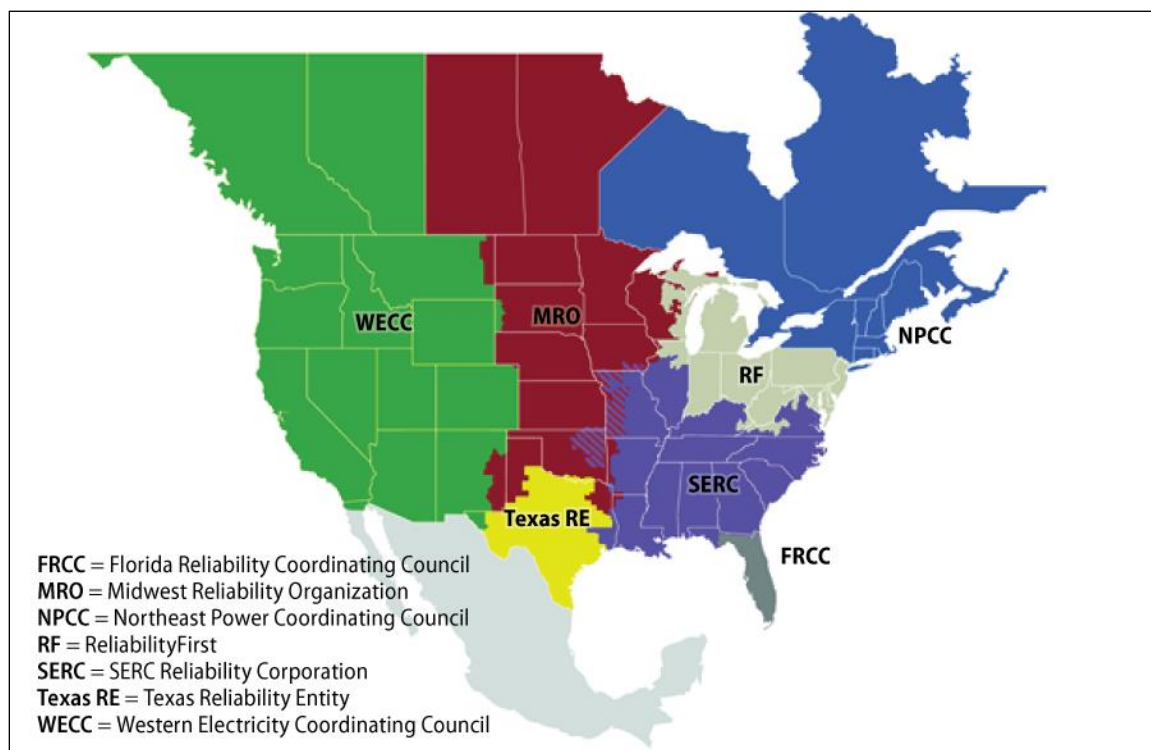 WECC
MRO
NPCC
RF
SERC
Texas RE
FRCC
FRCC = Florida Reliability Coordinating Council
MRO = Midwest Reliability Organization
NPCC = Northeast Power Coordinating Council
RF = ReliabilityFirst
SERC = SERC Reliability Corporation
Texas RE = Texas Reliability Entity
WECC = Western Electricity Coordinating Council